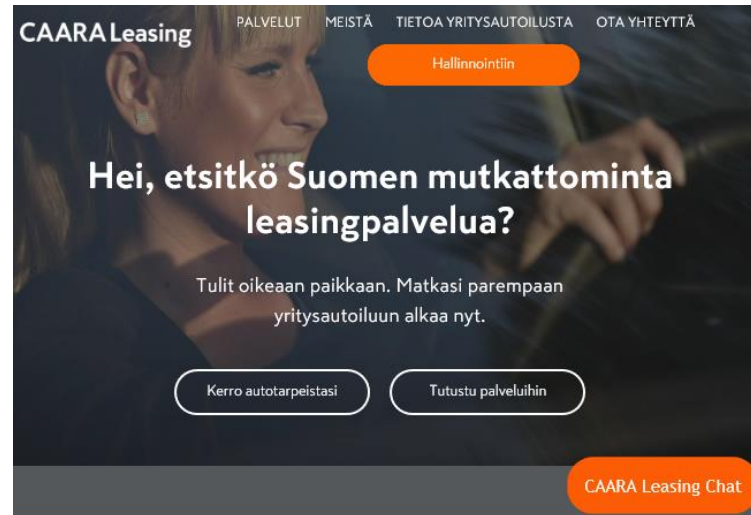 CAARA Leasing
PALVELUT MEISTÄ TIETOA YRITYSAUTOILUSTA OTA YHTEYTTÄ
Hallinnointiin
Hei, etsitkö Suomen mutkattominta
leasingpalvelua?
Tulit oikeaan paikkaan. Matkasi parempaan
yritysautoiluun alkaa nyt.
Kerro autotarpeistasi Tutustu palveluihin
CAARA Leasing Chat